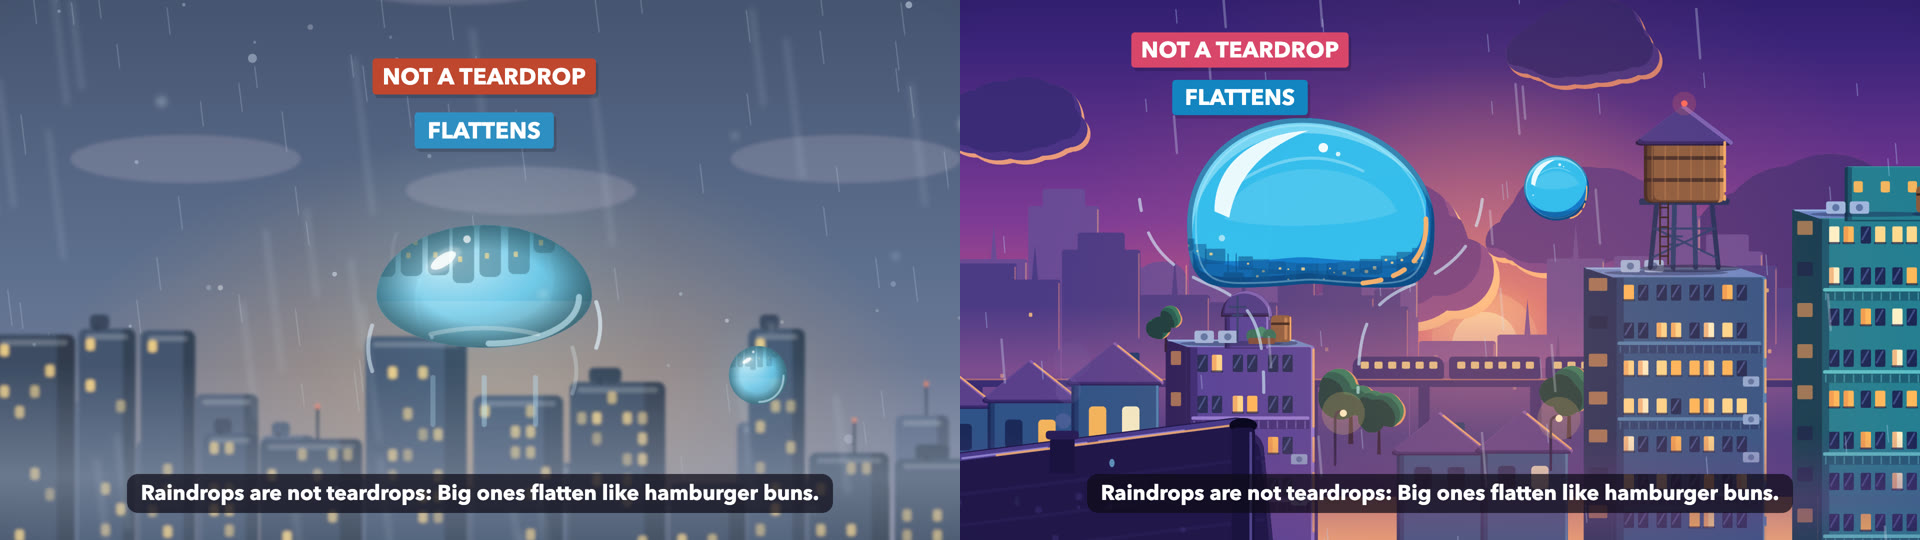 NOT A TEARDROP
FLATTENS
Raindrops are not teardrops: Big ones flatten like hamburger buns.
NOT A TEARDROP
FLATTENS
Raindrops are not teardrops: Big ones flatten like hamburger buns.